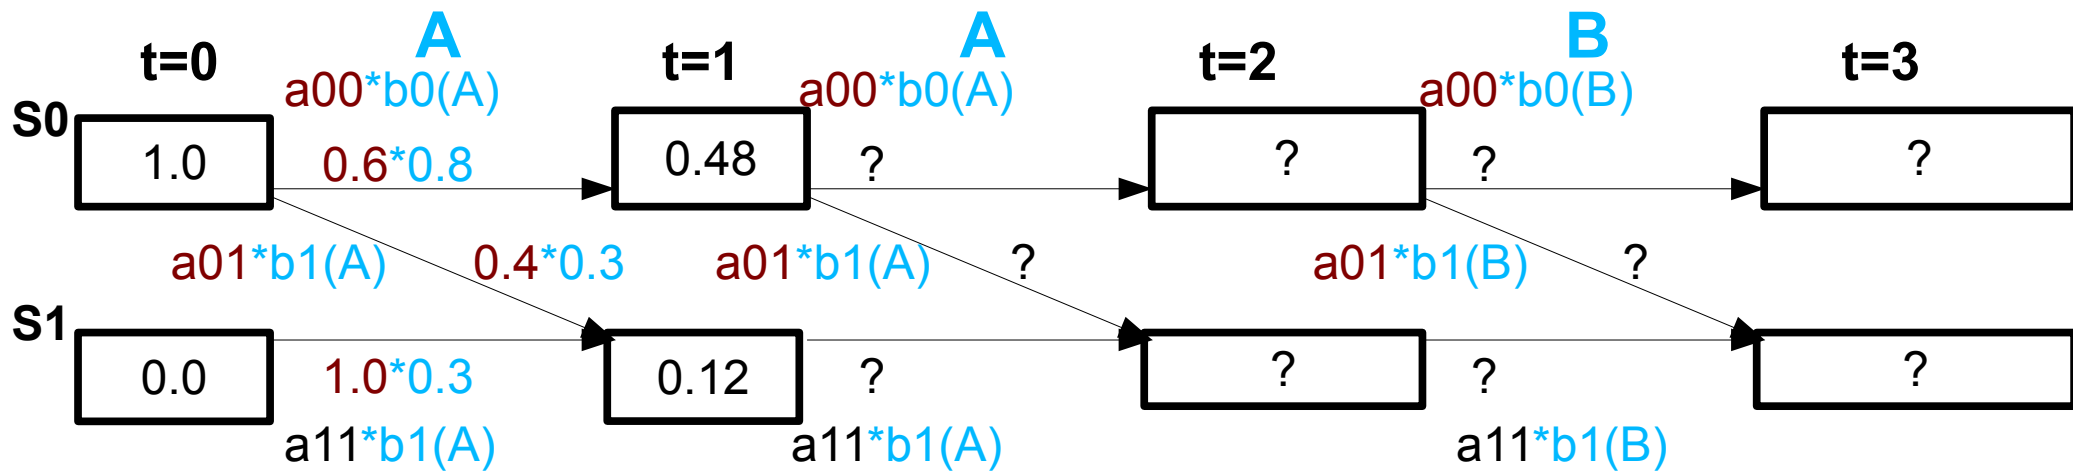 A A B
t=0 t=1 t=2 t=3
a00*b0(A) a00*b0(A) a00*b0(B)
S0
1.0 0.6*0.8 0.48 ? ? ? ?
a01*b1(A) 0.4*0.3 a01*b1(A) ? a01*b1(B) ?
S1
0.0 1.0*0.3 0.12 ? ? ? ?
a11*b1(A) a11*b1(A) a11*b1(B)